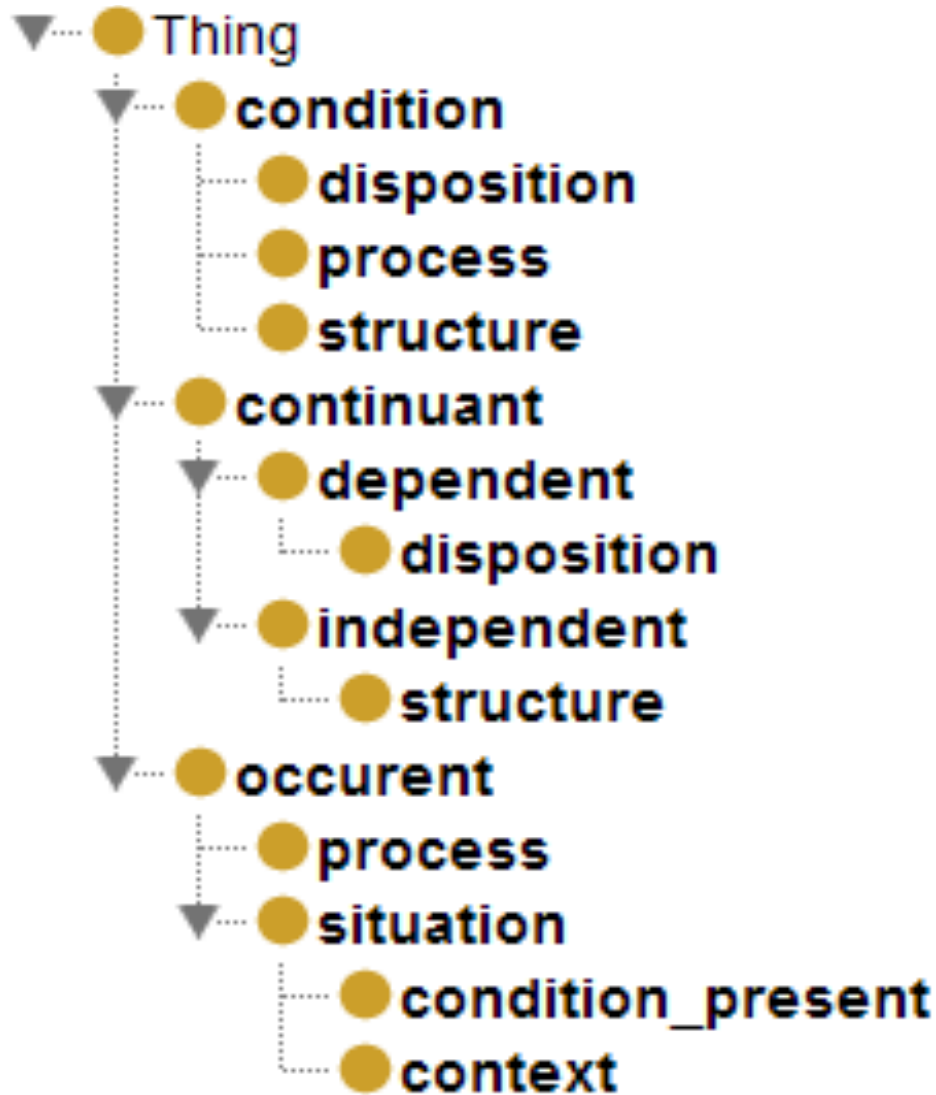 Thing
condition
disposition
process
structure
continuant
dependent
disposition
independent
structure
occurent
process
situation
condition_present
context